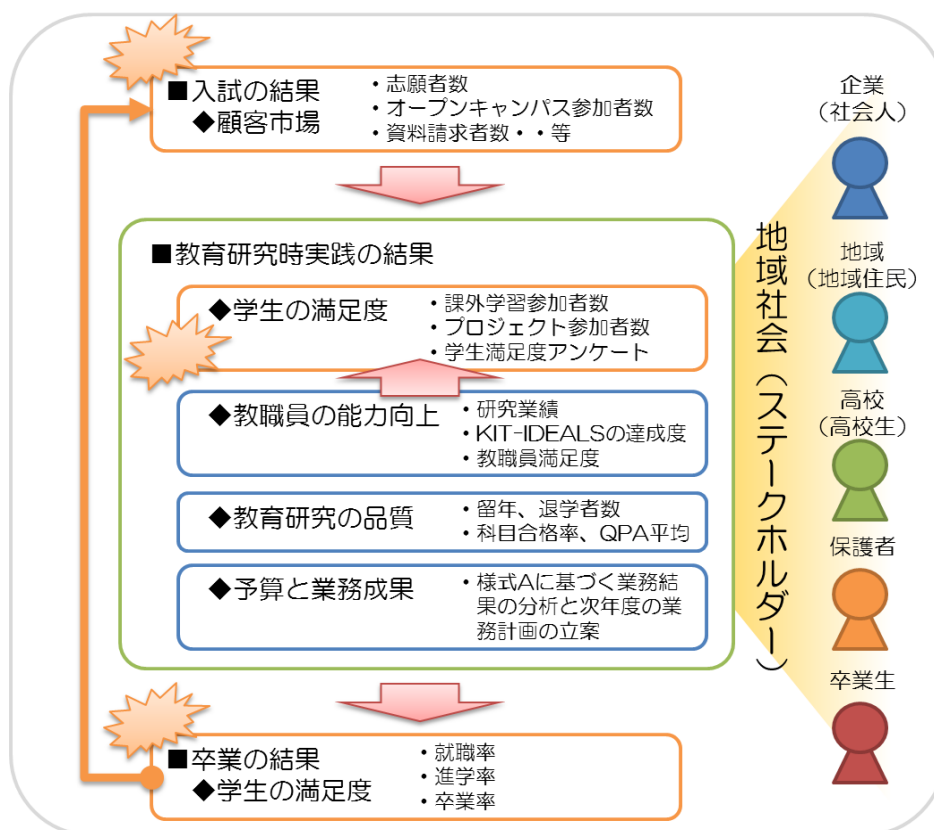 ■入試の結果
◆顧客市場
・志願者数
・オープンキャンパス参加者数
・資料請求者数・・等
■教育研究時実践の結果
◆学生の満足度
・課外学習参加者数
・プロジェクト参加者数
・学生満足度アンケート
◆教職員の能力向上
・研究業績
・KIT-IDEALSの達成度
・教職員満足度
◆教育研究の品質
・留年、退学者数
・科目合格率、QPA平均
◆予算と業務成果
・様式Aに基づく業務結
果の分析と次年度の業
務計画の立案
■卒業の結果
◆学生の満足度
・就職率
・進学率
・卒業率
地域社会（ステークホルダー）
企業
（社会人）
地域
（地域住民）
高校
（高校生）
保護者
卒業生